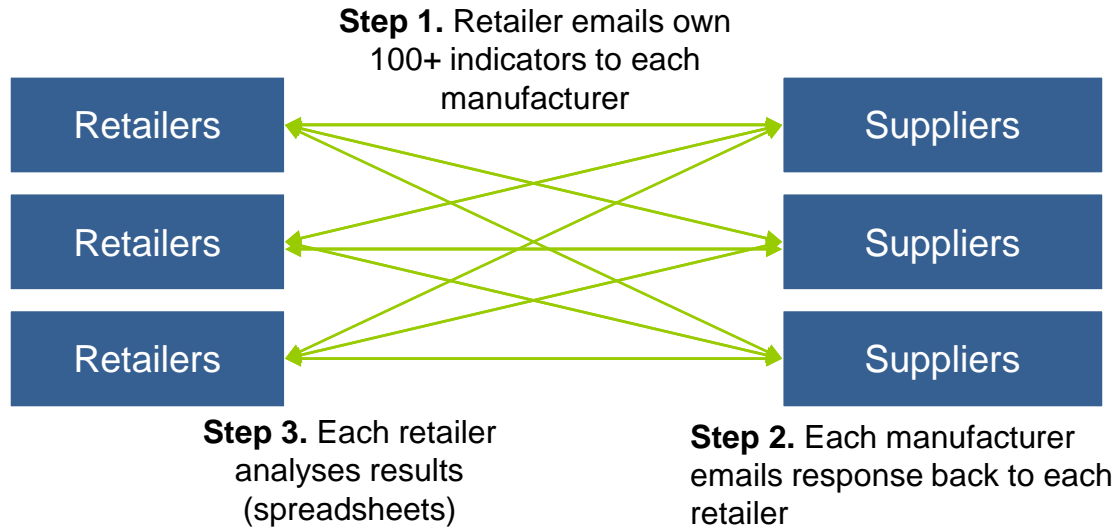 Step 1. Retailer emails own
100+ indicators to each
manufacturer
Retailers
Suppliers
Retailers
Suppliers
Retailers
Suppliers
Step 3. Each retailer
analyses results
(spreadsheets)
Step 2. Each manufacturer
emails response back to each
retailer